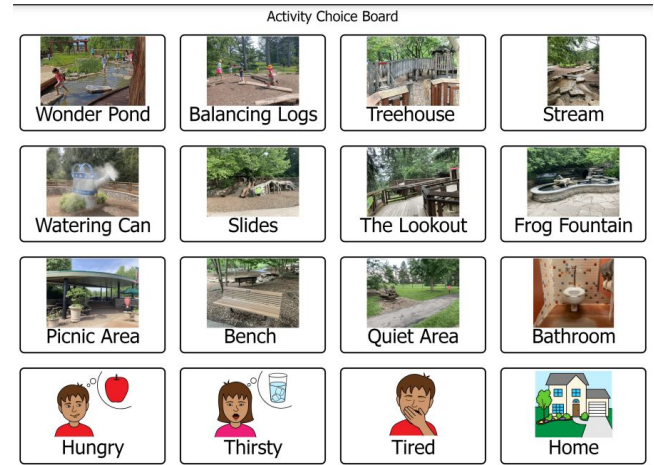 Activity Choice Board
Wonder Pond
Balancing Logs
Treehouse
Stream
Watering Can
Slides
The Lookout
Frog Fountain
Picnic Area
Bench
Quiet Area
Bathroom
Hungry
Thirsty
Tired
Home